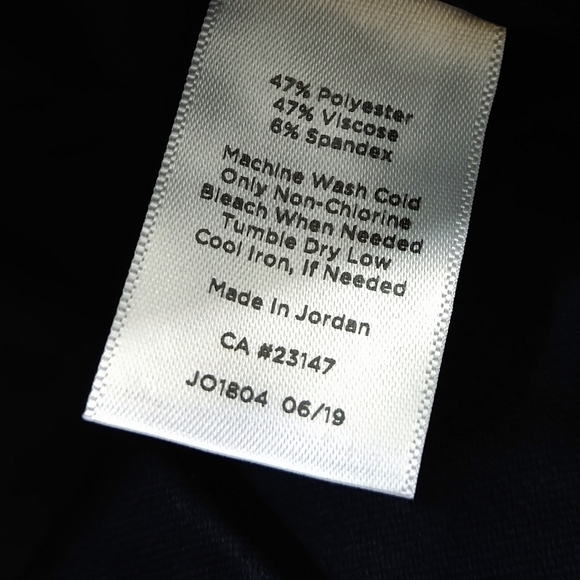 47% Polyester
47% Viscose
6% Spandex
Machine Wash Cold
Only Non-Chlorine
Bleach When Needed
Tumble Dry Low
Cool Iron, If Needed
Made In Jordan
CA #23147
JO1804 06/19